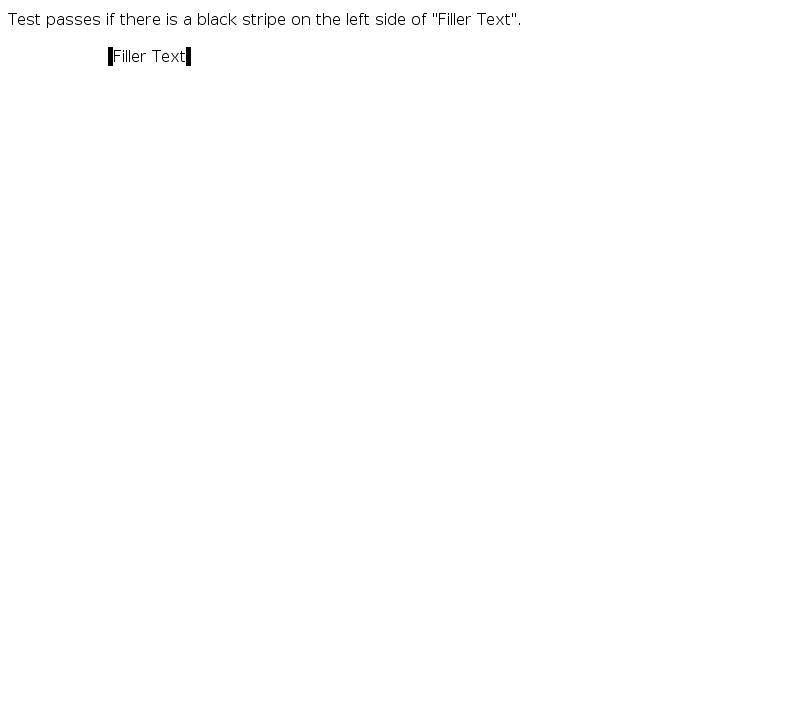 Test passes if there is a black stripe on the left side of "Filler Text".
Filler Text